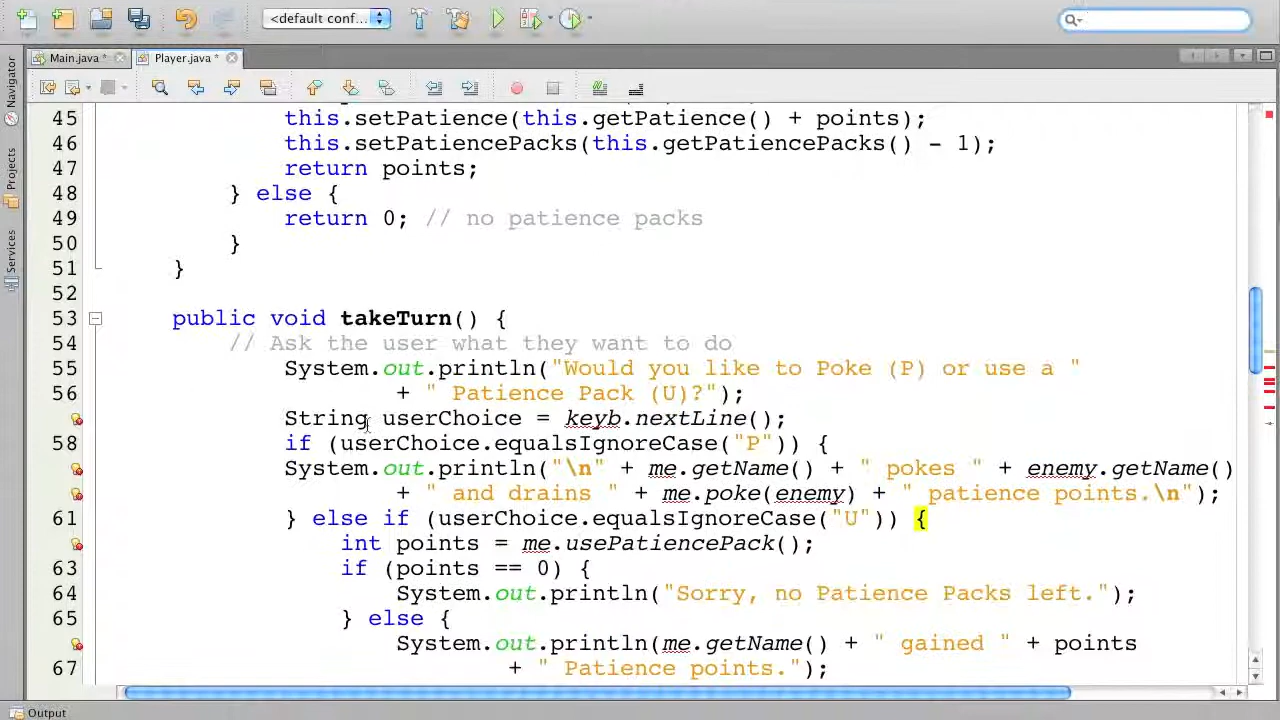 <default conf...
Main.java *
Player.java *
Navigator
Projects
Services
45 this.setPatience(this.getPatience() + points);
46 this.setPatiencePacks(this.getPatiencePacks() - 1);
47 return points;
48 } else {
49 return 0; // no patience packs
50 }
51 }
52
53 public void takeTurn() {
54 // Ask the user what they want to do
55 System.out.println("Would you like to Poke (P) or use a "
56 + " Patience Pack (U)?");
String userChoice = keyb.nextLine();
58 if (userChoice.equalsIgnoreCase("P")) {
System.out.println("\n" + me.getName() + " pokes " + enemy.getName()
+ " and drains " + me.poke(enemy) + " patience points.\n");
61 } else if (userChoice.equalsIgnoreCase("U")) {
int points = me.usePatiencePack();
63 if (points == 0) {
64 System.out.println("Sorry, no Patience Packs left.");
65 } else {
System.out.println(me.getName() + " gained " + points
67 + " Patience points.");
Output